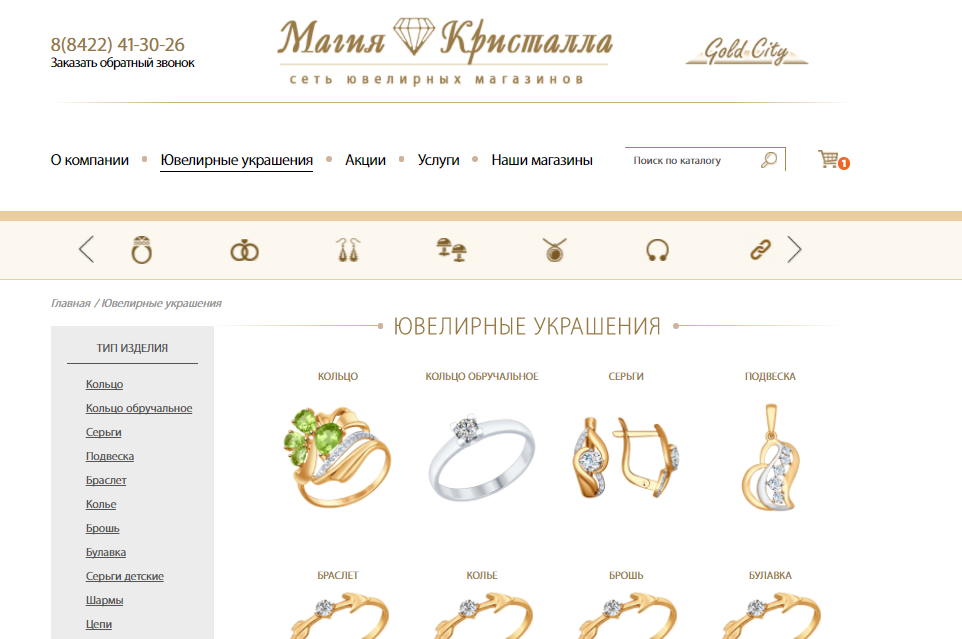 8(8422) 41-30-26
Заказать обратный звонок
Магия Кристалла
сеть ювелирных магазинов
Gold City
О компании • Ювелирные украшения • Акции • Услуги • Наши магазины
Поиск по каталогу
1
Главная / Ювелирные украшения
ЮВЕЛИРНЫЕ УКРАШЕНИЯ
ТИП ИЗДЕЛИЯ
Кольцо
Кольцо обручальное
Серьги
Подвеска
Браслет
Колье
Брошь
Булавка
Серьги детские
Шармы
Цепи
КОЛЬЦО КОЛЬЦО ОБРУЧАЛЬНОЕ СЕРЬГИ ПОДВЕСКА
БРАСЛЕТ КОЛЬЕ БРОШЬ БУЛАВКА